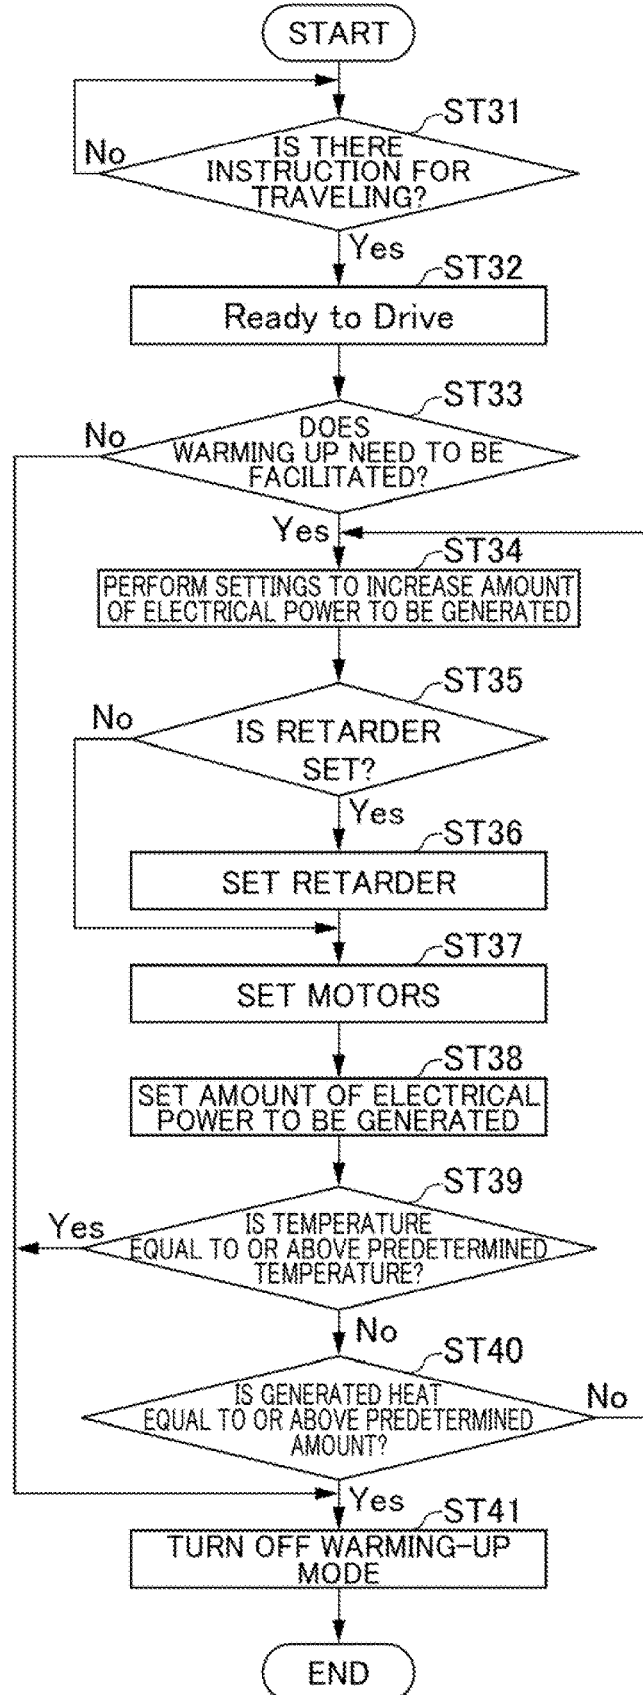 START
ST31
No
IS THERE
INSTRUCTION FOR
TRAVELING?
Yes
ST32
Ready to Drive
ST33
No
DOES
WARMING UP NEED TO BE
FACILITATED?
Yes
ST34
PERFORM SETTINGS TO INCREASE AMOUNT
OF ELECTRICAL POWER TO BE GENERATED
ST35
No
IS RETARDER
SET?
Yes
ST36
SET RETARDER
ST37
SET MOTORS
ST38
SET AMOUNT OF ELECTRICAL
POWER TO BE GENERATED
ST39
Yes
IS TEMPERATURE
EQUAL TO OR ABOVE PREDETERMINED
TEMPERATURE?
No
ST40
IS GENERATED HEAT
EQUAL TO OR ABOVE PREDETERMINED
AMOUNT?
No
Yes
ST41
TURN OFF WARMING-UP
MODE
END